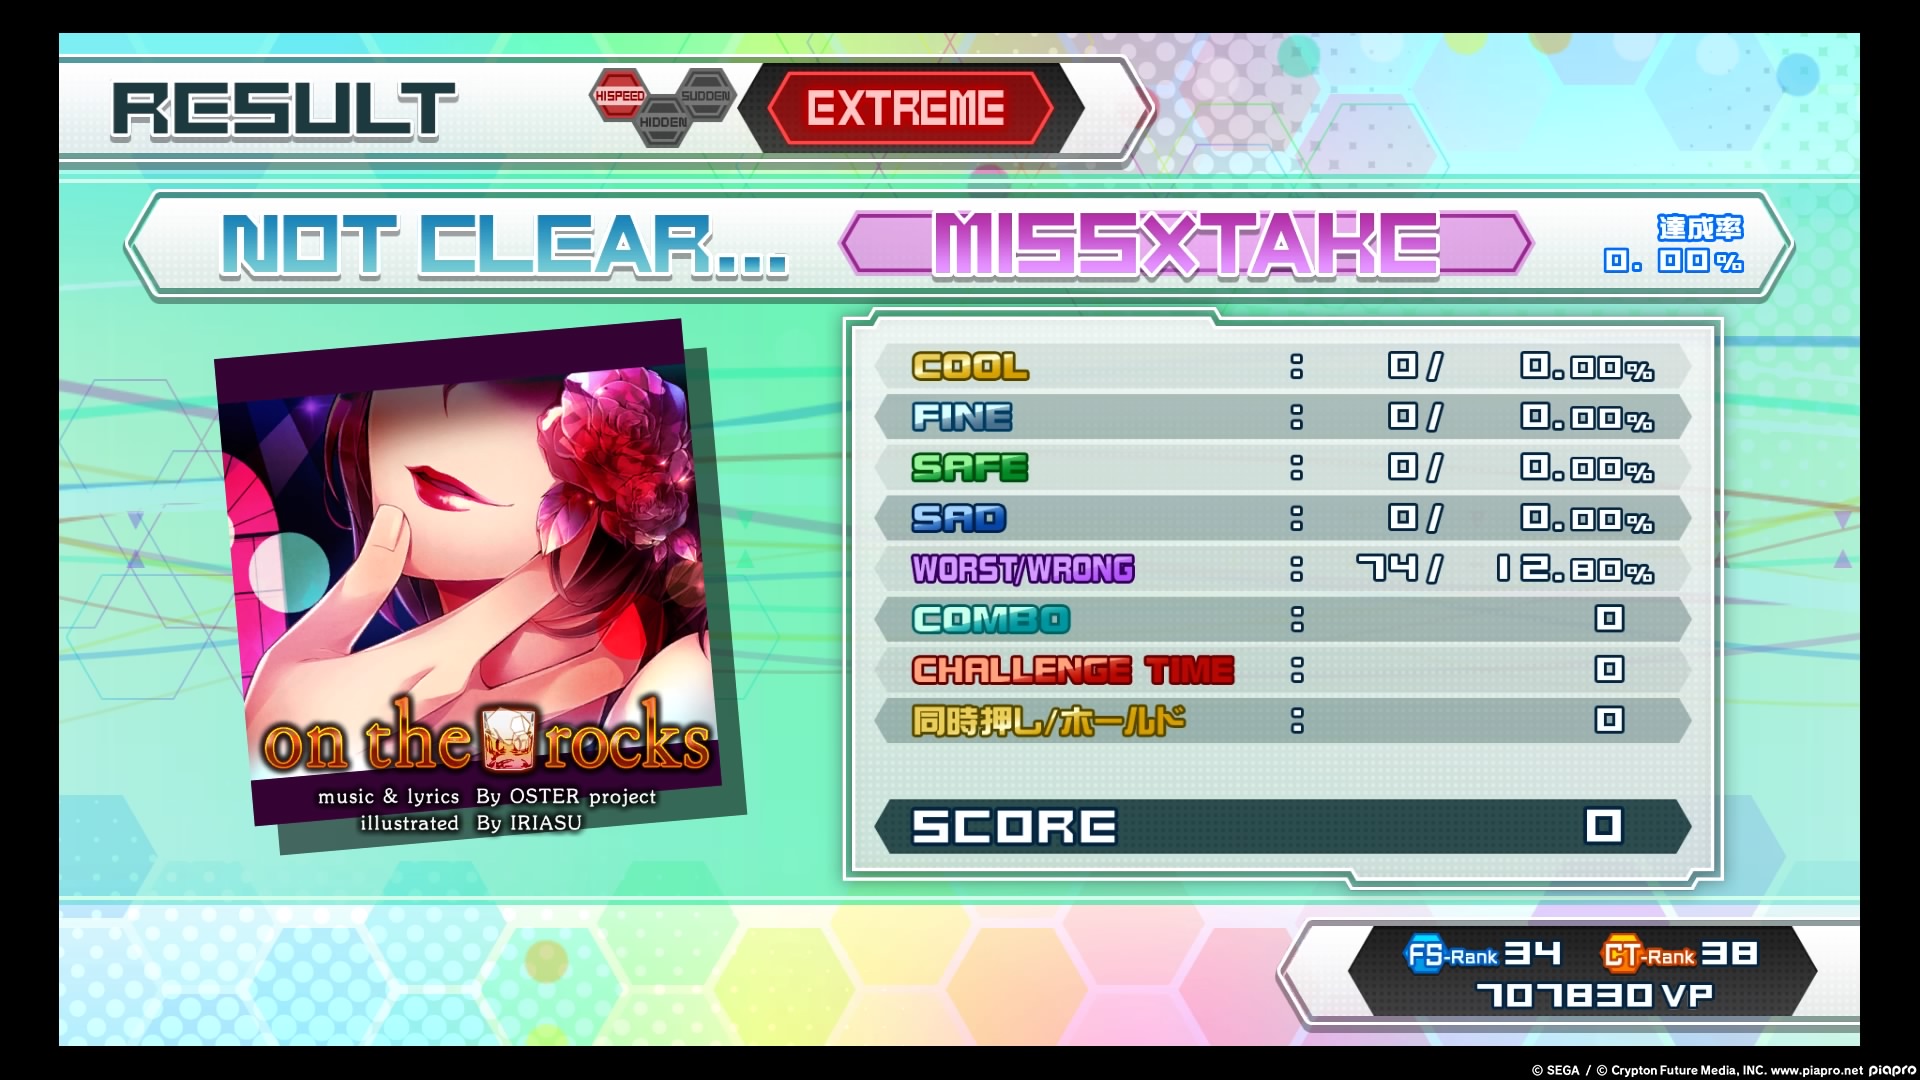 RESULT
HISPEED
HIDDEN
SUDDEN
EXTREME
NOT CLEAR...
MISSxTAKE
達成率
0.00%
COOL : 0/ 0.00%
FINE : 0/ 0.00%
SAFE : 0/ 0.00%
SAD : 0/ 0.00%
WORST/WRONG : 74/ 12.80%
COMBO : 0
CHALLENGE TIME : 0
同時押し/ホールド : 0
SCORE 0
on the rocks
music & lyrics By OSTER project
illustrated By IRIASU
FS-Rank 34 CT-Rank 38
707830 VP
© SEGA / © Crypton Future Media, INC. www.piapro.net piapro